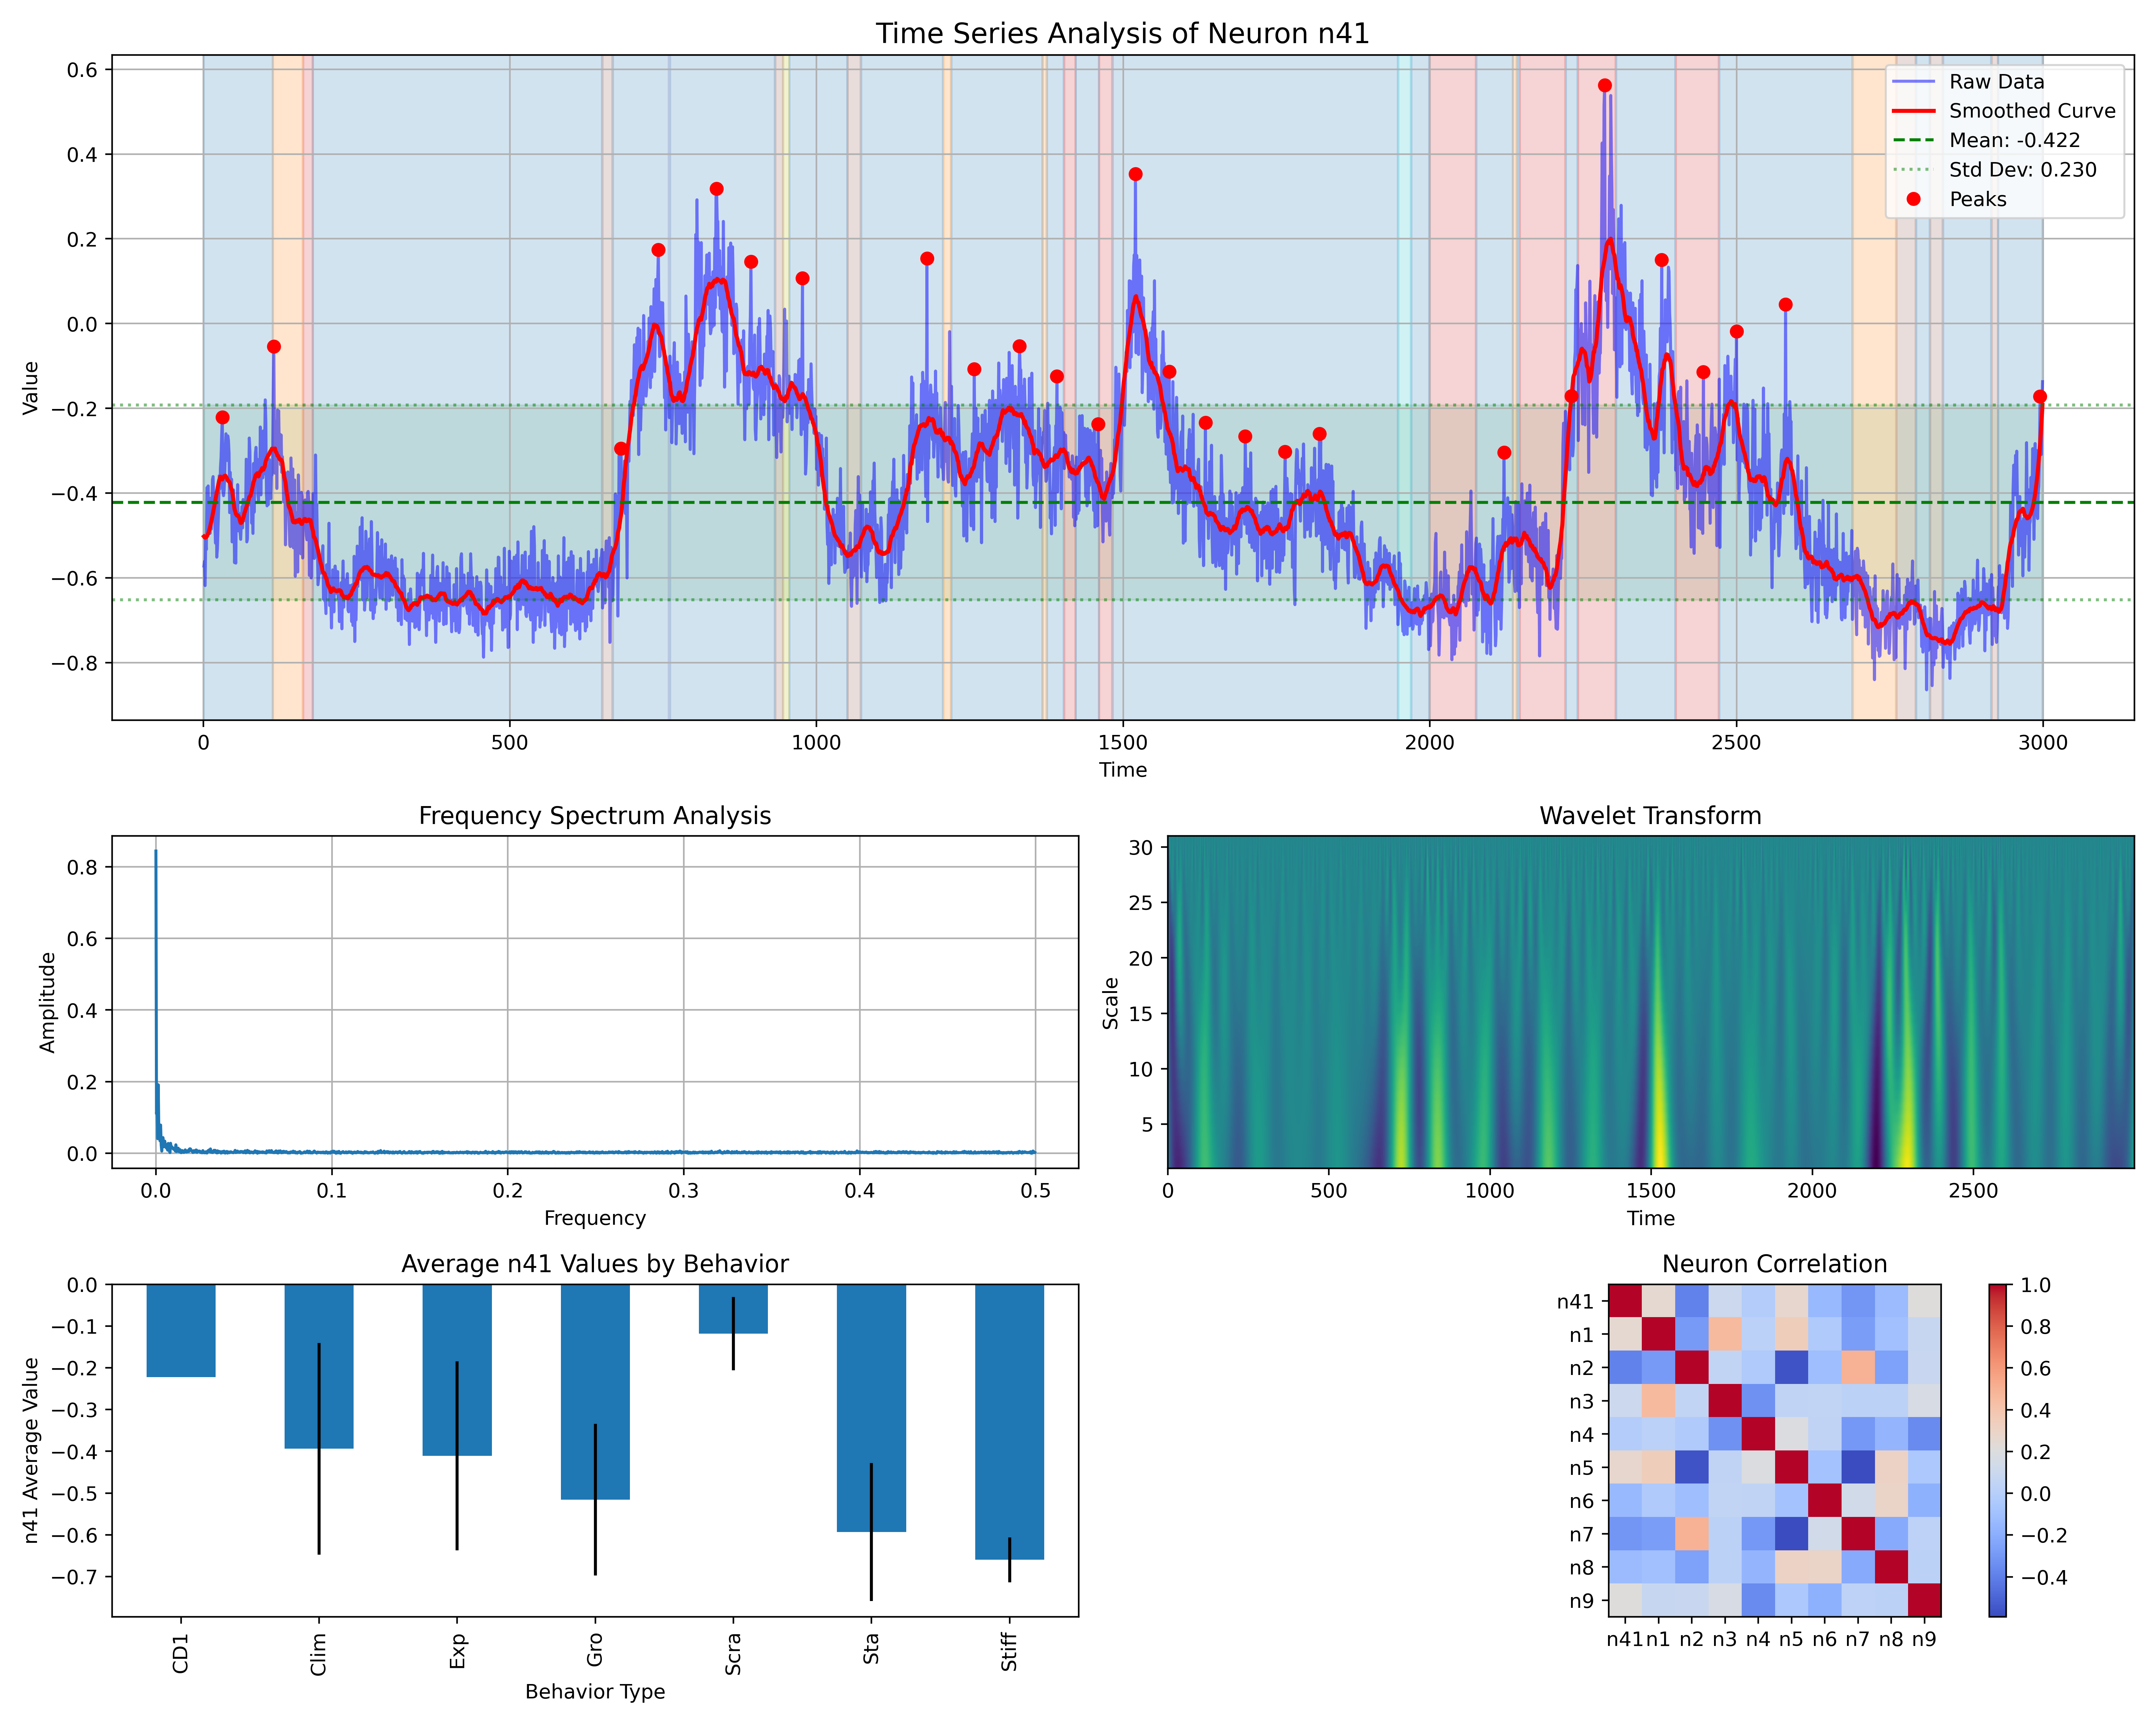 Time Series Analysis of Neuron n41
Value
0.6
0.4
0.2
0.0
−0.2
−0.4
−0.6
−0.8
Raw Data
Smoothed Curve
Mean: -0.422
Std Dev: 0.230
Peaks
0 500 1000 1500 2000 2500 3000
Time
Frequency Spectrum Analysis
Amplitude
0.8
0.6
0.4
0.2
0.0
0.0 0.1 0.2 0.3 0.4 0.5
Frequency
Wavelet Transform
Scale
30
25
20
15
10
5
0 500 1000 1500 2000 2500
Time
Average n41 Values by Behavior
n41 Average Value
0.0
−0.1
−0.2
−0.3
−0.4
−0.5
−0.6
−0.7
CD1 Clim Exp Gro Scra Sta Stiff
Behavior Type
Neuron Correlation
n41
n1
n2
n3
n4
n5
n6
n7
n8
n9
n41 n1 n2 n3 n4 n5 n6 n7 n8 n9
1.0
0.8
0.6
0.4
0.2
0.0
−0.2
−0.4